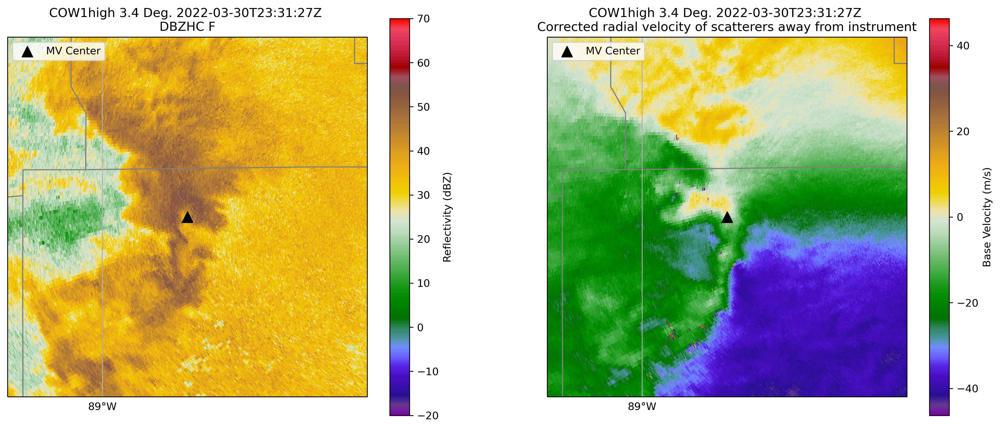 COW1high 3.4 Deg. 2022-03-30T23:31:27Z
DBZHC F
MV Center
89°W
70
60
50
40
30
20
10
0
−10
−20
Reflectivity (dBZ)
COW1high 3.4 Deg. 2022-03-30T23:31:27Z
Corrected radial velocity of scatterers away from instrument
MV Center
89°W
40
20
0
−20
−40
Base Velocity (m/s)